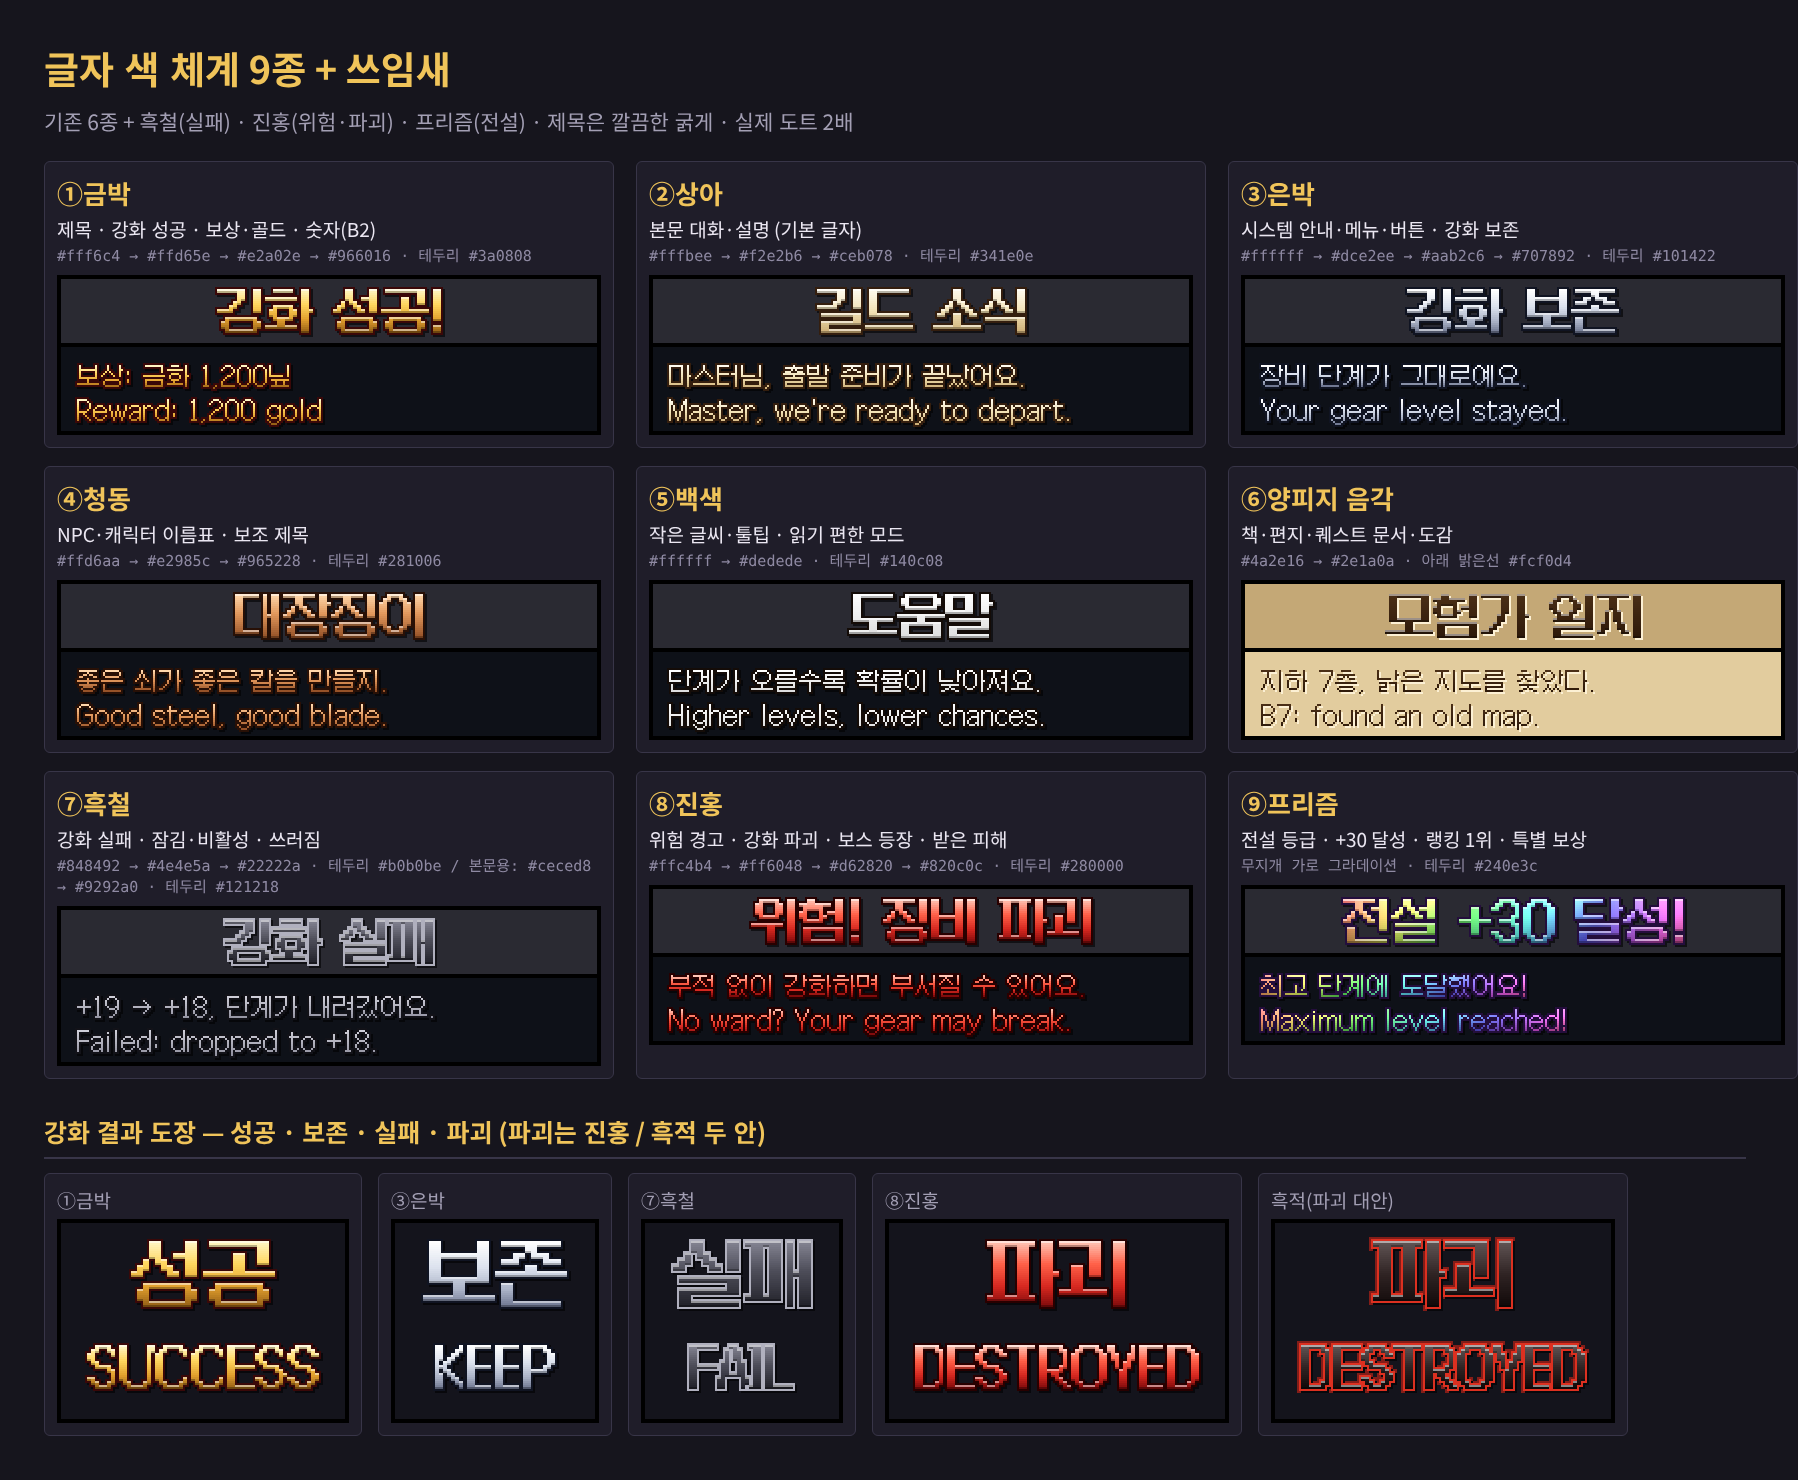 글자 색 체계 9종 + 쓰임새
기존 6종 + 흑철(실패) · 진홍(위험·파괴) · 프리즘(전설) · 제목은 깔끔한 굵게 · 실제 도트 2배
①금박
제목 · 강화 성공 · 보상·골드 · 숫자(B2)
#fff6c4 → #ffd65e → #e2a02e → #966016 · 테두리 #3a0808
강화 성공!
보상: 금화 1,200닢
Reward: 1,200 gold
②상아
본문 대화·설명 (기본 글자)
#fffbee → #f2e2b6 → #ceb078 · 테두리 #341e0e
길드 소식
마스터님, 출발 준비가 끝났어요.
Master, we're ready to depart.
③은박
시스템 안내·메뉴·버튼 · 강화 보존
#ffffff → #dce2ee → #aab2c6 → #707892 · 테두리 #101422
강화 보존
장비 단계가 그대로예요.
Your gear level stayed.
④청동
NPC·캐릭터 이름표 · 보조 제목
#ffd6aa → #e2985c → #965228 · 테두리 #281006
대장장이
좋은 쇠가 좋은 칼을 만들지.
Good steel, good blade.
⑤백색
작은 글씨·툴팁 · 읽기 편한 모드
#ffffff → #dedede · 테두리 #140c08
도움말
단계가 오를수록 확률이 낮아져요.
Higher levels, lower chances.
⑥양피지 음각
책·편지·퀘스트 문서·도감
#4a2e16 → #2e1a0a · 아래 밝은선 #fcf0d4
모험가 일지
지하 7층, 낡은 지도를 찾았다.
B7: found an old map.
⑦흑철
강화 실패 · 잠김·비활성 · 쓰러짐
#848492 → #4e4e5a → #22222a · 테두리 #b0b0be / 본문용: #ceced8
→ #9292a0 · 테두리 #121218
강화 실패
+19 → +18, 단계가 내려갔어요.
Failed: dropped to +18.
⑧진홍
위험 경고 · 강화 파괴 · 보스 등장 · 받은 피해
#ffc4b4 → #ff6048 → #d62820 → #820c0c · 테두리 #280000
위험! 장비 파괴
부적 없이 강화하면 부서질 수 있어요.
No ward? Your gear may break.
⑨프리즘
전설 등급 · +30 달성 · 랭킹 1위 · 특별 보상
무지개 가로 그라데이션 · 테두리 #240e3c
전설 +30 달성!
최고 단계에 도달했어요!
Maximum level reached!
강화 결과 도장 — 성공 · 보존 · 실패 · 파괴 (파괴는 진홍 / 흑적 두 안)
①금박
성공
SUCCESS
③은박
보존
KEEP
⑦흑철
실패
FAIL
⑧진홍
파괴
DESTROYED
흑적(파괴 대안)
파괴
DESTROYED